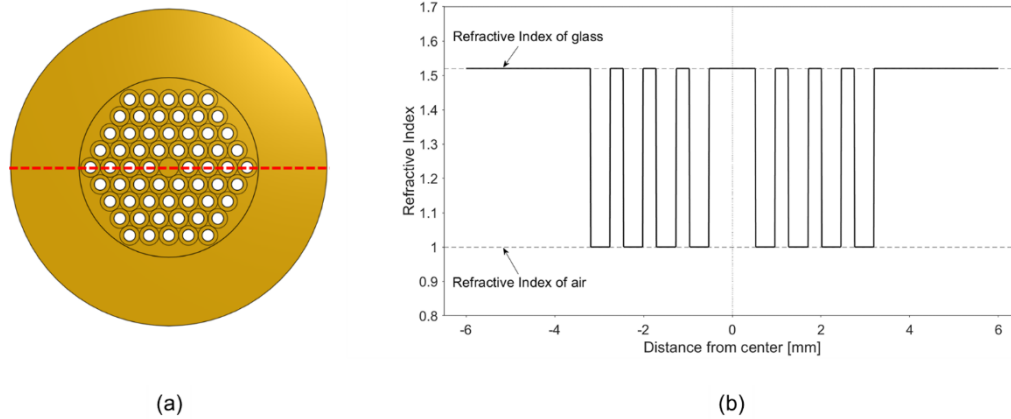 1.7
1.6
1.5
1.4
1.3
1.2
1.1
1
0.9
0.8
Refractive Index
Refractive Index of glass
Refractive Index of air
-6 -4 -2 0 2 4 6
Distance from center [mm]
(a) (b)